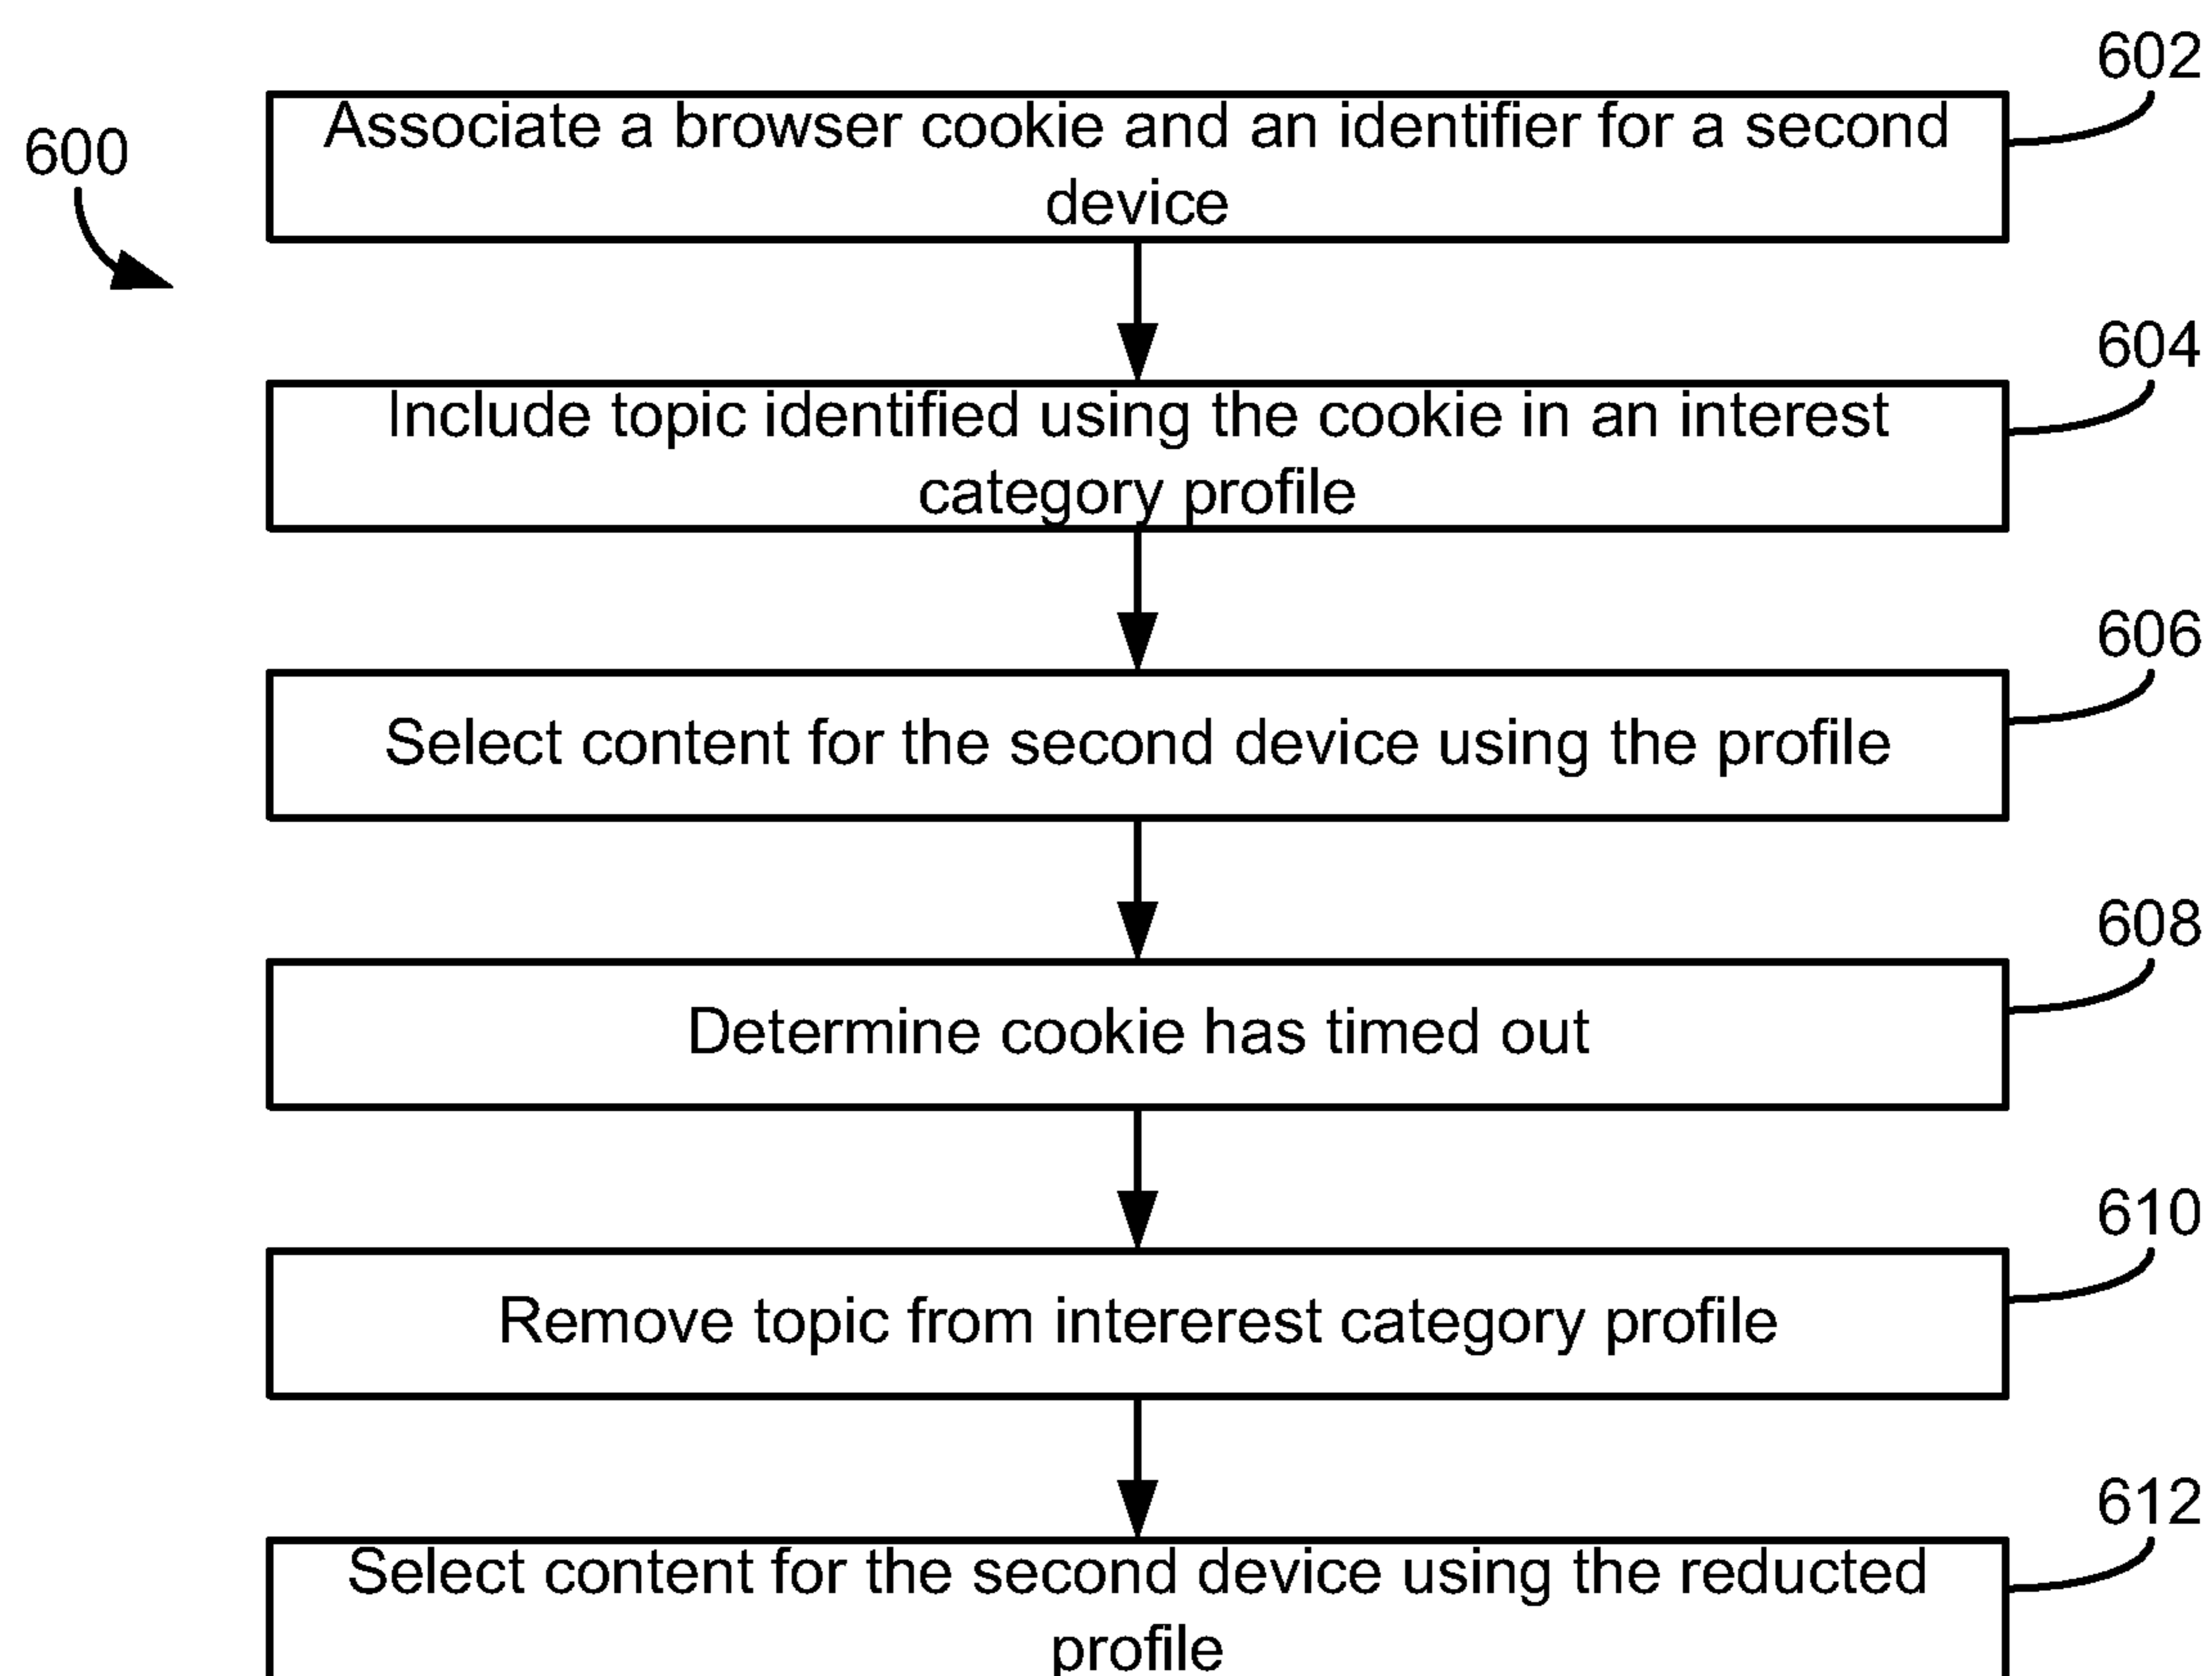 602
Associate a browser cookie and an identifier for a second
device
600
604
Include topic identified using the cookie in an interest
category profile
606
Select content for the second device using the profile
608
Determine cookie has timed out
610
Remove topic from intererest category profile
612
Select content for the second device using the reducted
profile